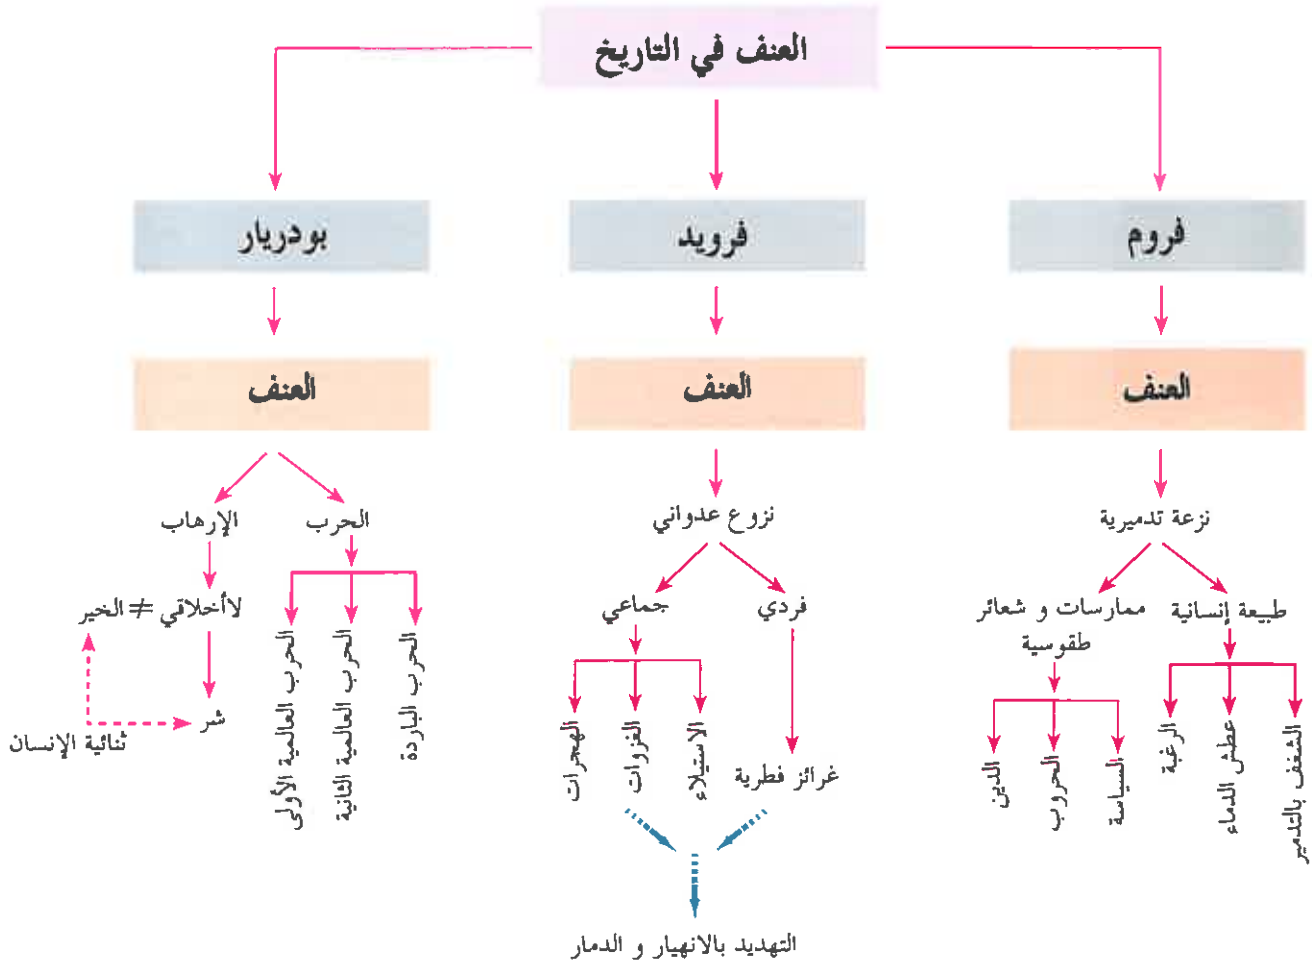 العنف في التاريخ
فروم
فرويد
بودريار
العنف
العنف
العنف
نزعة تدميرية
طبيعة إنسانية
ممارسات و شعائر
طقوسية
الشغف بالتدمير
عطش الدماء
الرغبة
السياسة
الحروب
الدين
نزوع عدواني
فردي
جماعي
غرائز فطرية
الاستيلاء
الغزوات
الهجرات
التهديد بالانهيار و الدمار
الحرب
الإرهاب
الحرب الباردة
الحرب العالمية الثانية
الحرب العالمية الأولى
لاأخلاقي ≠ الخير
شر
ثنائية الإنسان